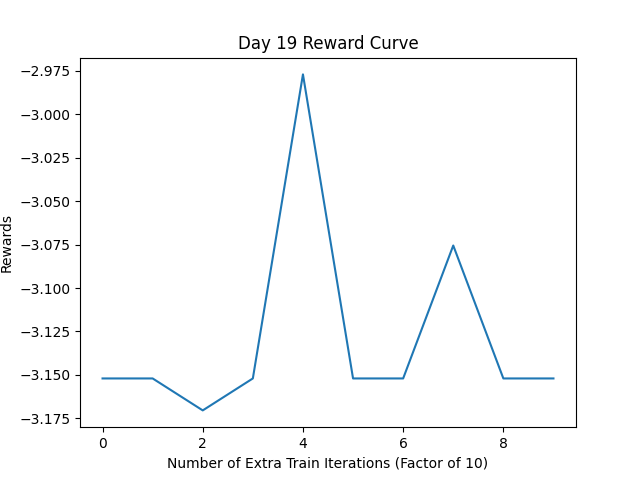 Day 19 Reward Curve
Rewards
−2.975
−3.000
−3.025
−3.050
−3.075
−3.100
−3.125
−3.150
−3.175
0 2 4 6 8
Number of Extra Train Iterations (Factor of 10)